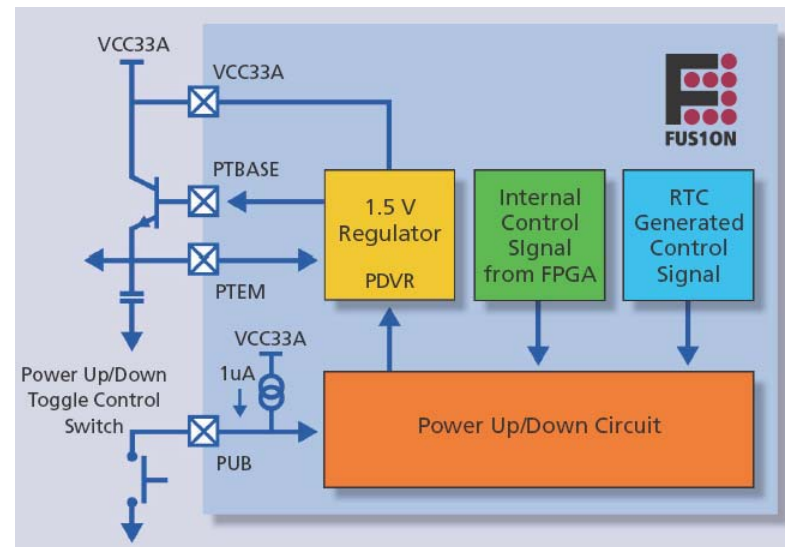 VCC33A
VCC33A
FUS1ON
PTBASE
1.5 V
Regulator
PDVR
Internal
Control
SIgnal
from FPGA
RTC
Generated
Control
Signal
PTEM
VCC33A
1uA
Power Up/Down
Toggle Control
Switch
PUB
Power Up/Down Circuit